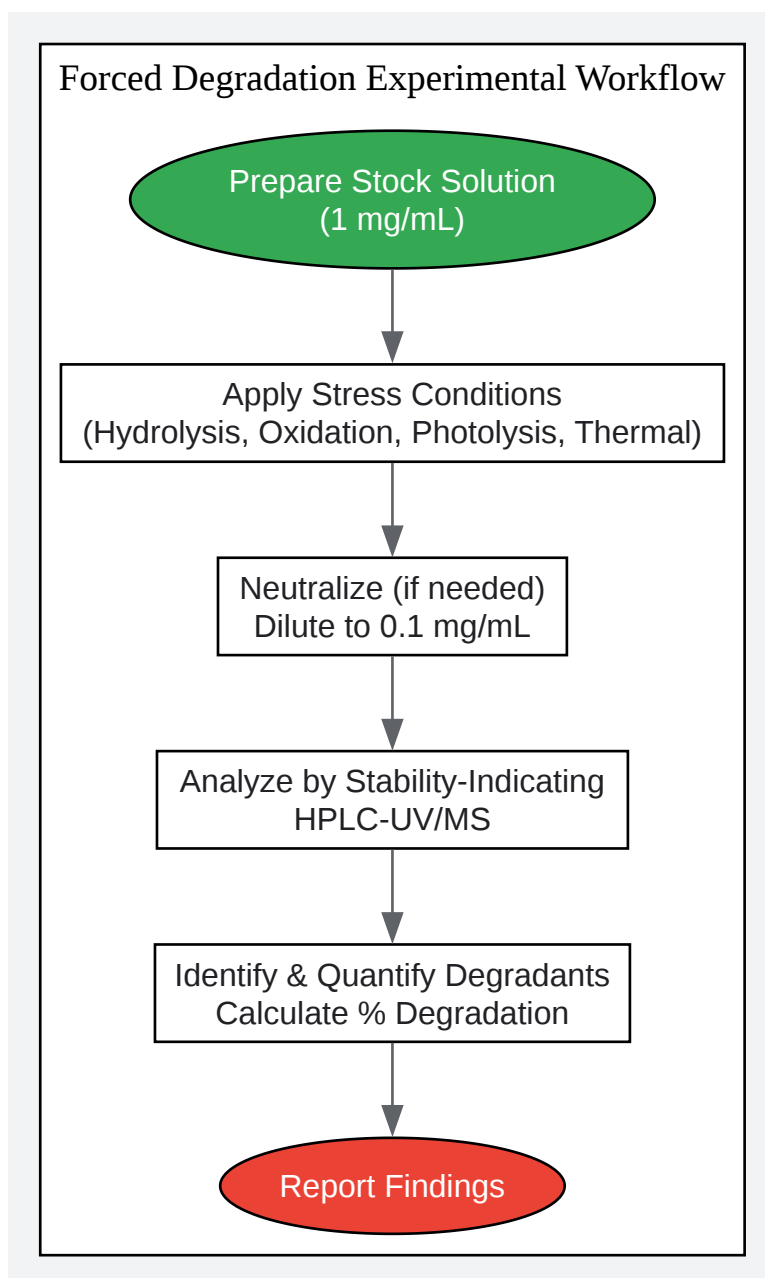 Forced Degradation Experimental Workflow
Prepare Stock Solution
(1 mg/mL)
Apply Stress Conditions
(Hydrolysis, Oxidation, Photolysis, Thermal)
Neutralize (if needed)
Dilute to 0.1 mg/mL
Analyze by Stability-Indicating
HPLC-UV/MS
Identify & Quantify Degradants
Calculate % Degradation
Report Findings